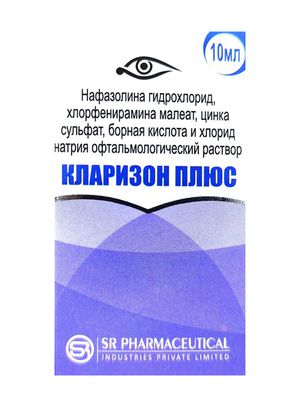 10мл
Нафазолина гидрохлорид,
хлорфенирамина малеат, цинка
сульфат, борная кислота и хлорид
натрия офтальмологический раствор
КЛАРИЗОН ПЛЮС
SR SR PHARMACEUTICAL
INDUSTRIES PRIVATE LIMITED